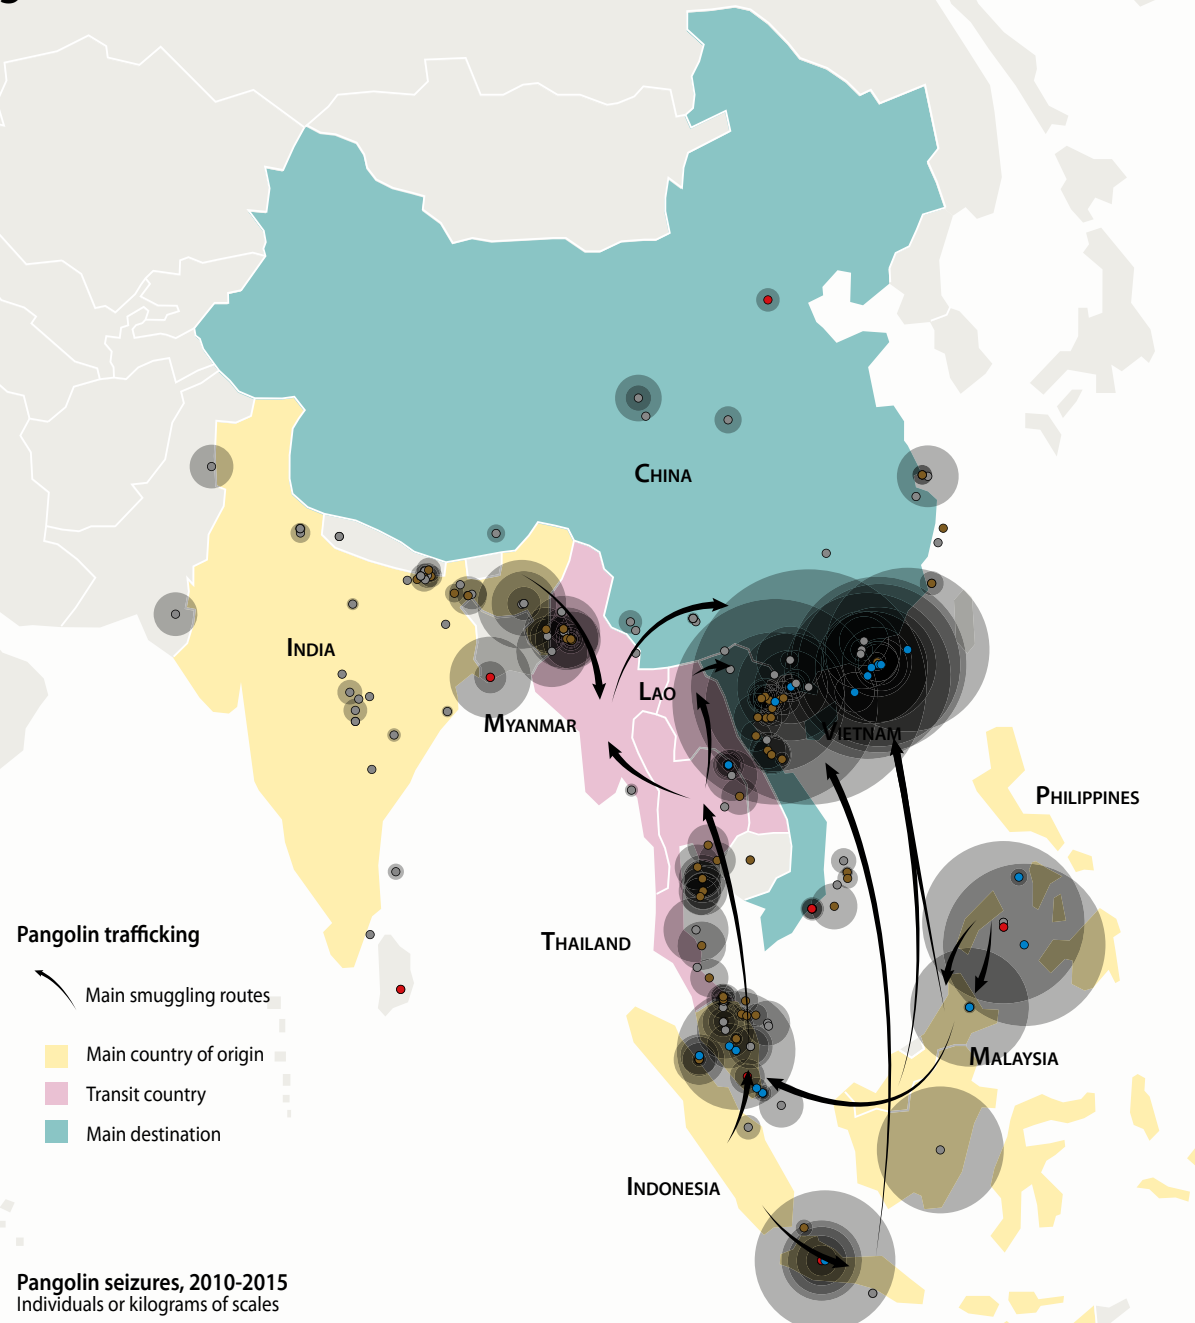 CHINA
INDIA
LAO
MYANMAR
VIETNAM
PHILIPPINES
THAILAND
MALAYSIA
INDONESIA
Pangolin trafficking
Main smuggling routes
Main country of origin
Transit country
Main destination
Pangolin seizures, 2010-2015
Individuals or kilograms of scales